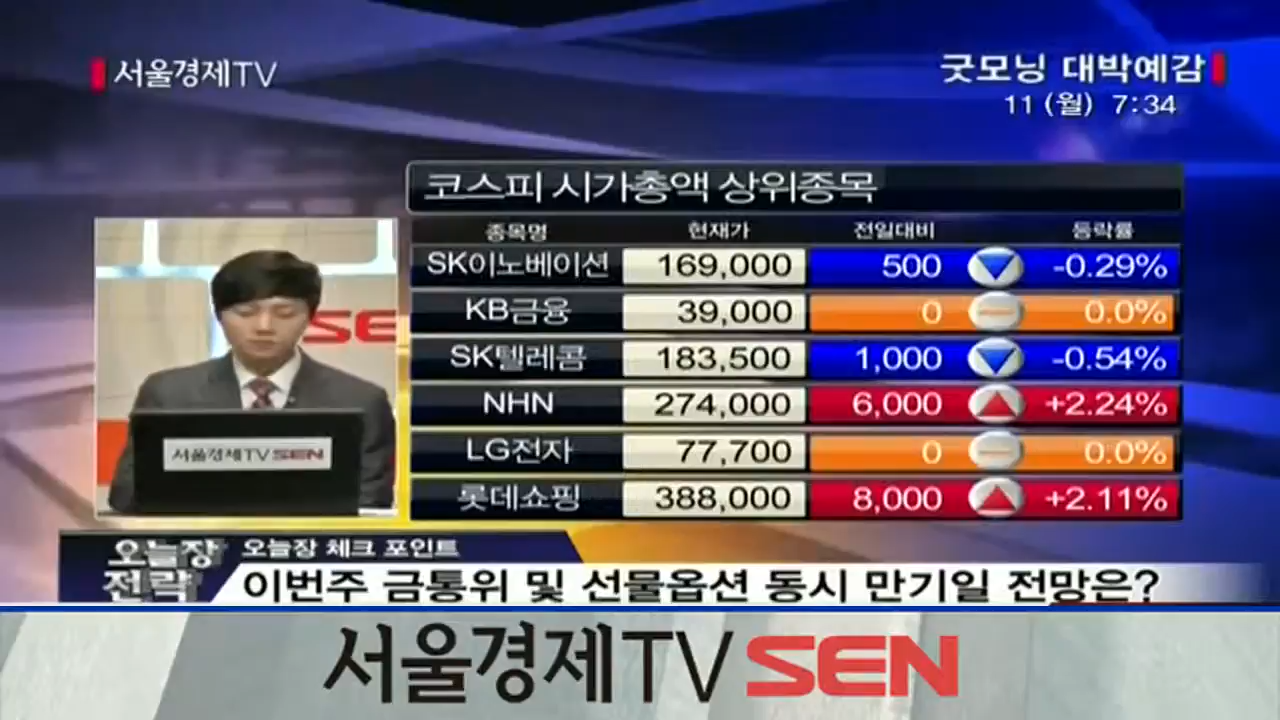 서울경제TV
굿모닝 대박예감
11 (월) 7:34
코스피 시가총액 상위종목
종목명 현재가 전일대비 등락률
SK이노베이션 169,000 500 -0.29%
KB금융 39,000 0 0.0%
SK텔레콤 183,500 1,000 -0.54%
NHN 274,000 6,000 +2.24%
LG전자 77,700 0 0.0%
롯데쇼핑 388,000 8,000 +2.11%
SEN
서울경제TV SEN
오늘장 전략
오늘장 체크 포인트
이번주 금통위 및 선물옵션 동시 만기일 전망은?
서울경제TV SEN